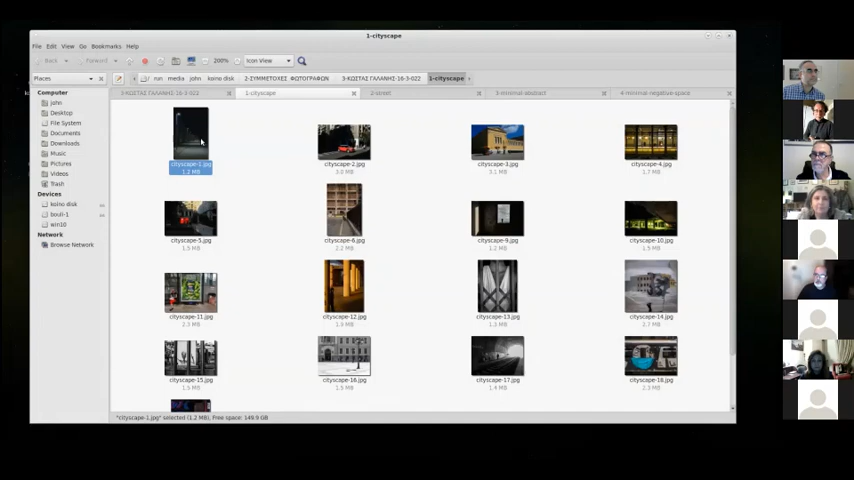 1-cityscape
File Edit View Go Bookmarks Help
Back Forward 200% Icon View
Places run media john koino disk 2-ΣΥΜΜΕΤΟΧΕΣ ΦΩΤΟΓΡΑΦΩΝ 3-ΚΩΣΤΑΣ ΓΑΛΑΝΗΣ-16-3-022 1-cityscape
3-ΚΩΣΤΑΣ ΓΑΛΑΝΗΣ-16-3-022 1-cityscape 2-street 3-minimal-abstract 4-minimal-negative-space
Computer
john
Desktop
File System
Documents
Downloads
Music
Pictures
Videos
Trash
Devices
koino disk
bouli-1
win10
Network
Browse Network
cityscape-1.jpg cityscape-2.jpg cityscape-3.jpg cityscape-4.jpg
1.2 MB 3.0 MB 3.1 MB 1.7 MB
cityscape-5.jpg cityscape-6.jpg cityscape-9.jpg cityscape-10.jpg
1.5 MB 2.2 MB 1.2 MB 1.5 MB
cityscape-11.jpg cityscape-12.jpg cityscape-13.jpg cityscape-14.jpg
2.3 MB 1.9 MB 1.3 MB 2.7 MB
cityscape-15.jpg cityscape-16.jpg cityscape-17.jpg cityscape-18.jpg
1.5 MB 1.5 MB 1.4 MB 2.3 MB
"cityscape-1.jpg" selected (1.2 MB), Free space: 149.9 GB